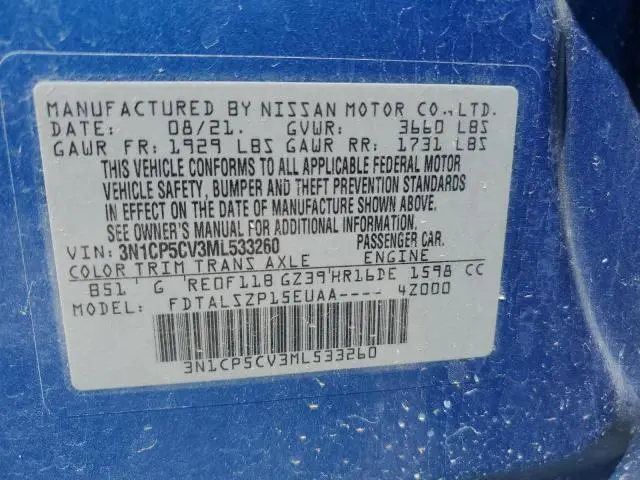 MANUFACTURED BY NISSAN MOTOR CO., LTD.
DATE: 08/21. GVWR: 3660 LBS
GAWR FR: 1929 LBS GAWR RR: 1731 LBS
THIS VEHICLE CONFORMS TO ALL APPLICABLE FEDERAL MOTOR
VEHICLE SAFETY, BUMPER AND THEFT PREVENTION STANDARDS
IN EFFECT ON THE DATE OF MANUFACTURE SHOWN ABOVE.
SEE OWNER'S MANUAL FOR ADDITIONAL INFORMATION.
VIN: 3N1CP5CV3ML533260 PASSENGER CAR.
COLOR TRIM TRANS AXLE ENGINE
B51' G RE0F11B GZ39'HR16DE 1598 CC
MODEL: FDTALSZP15EUAA---- 4Z000
3N1CP5CV3ML533260